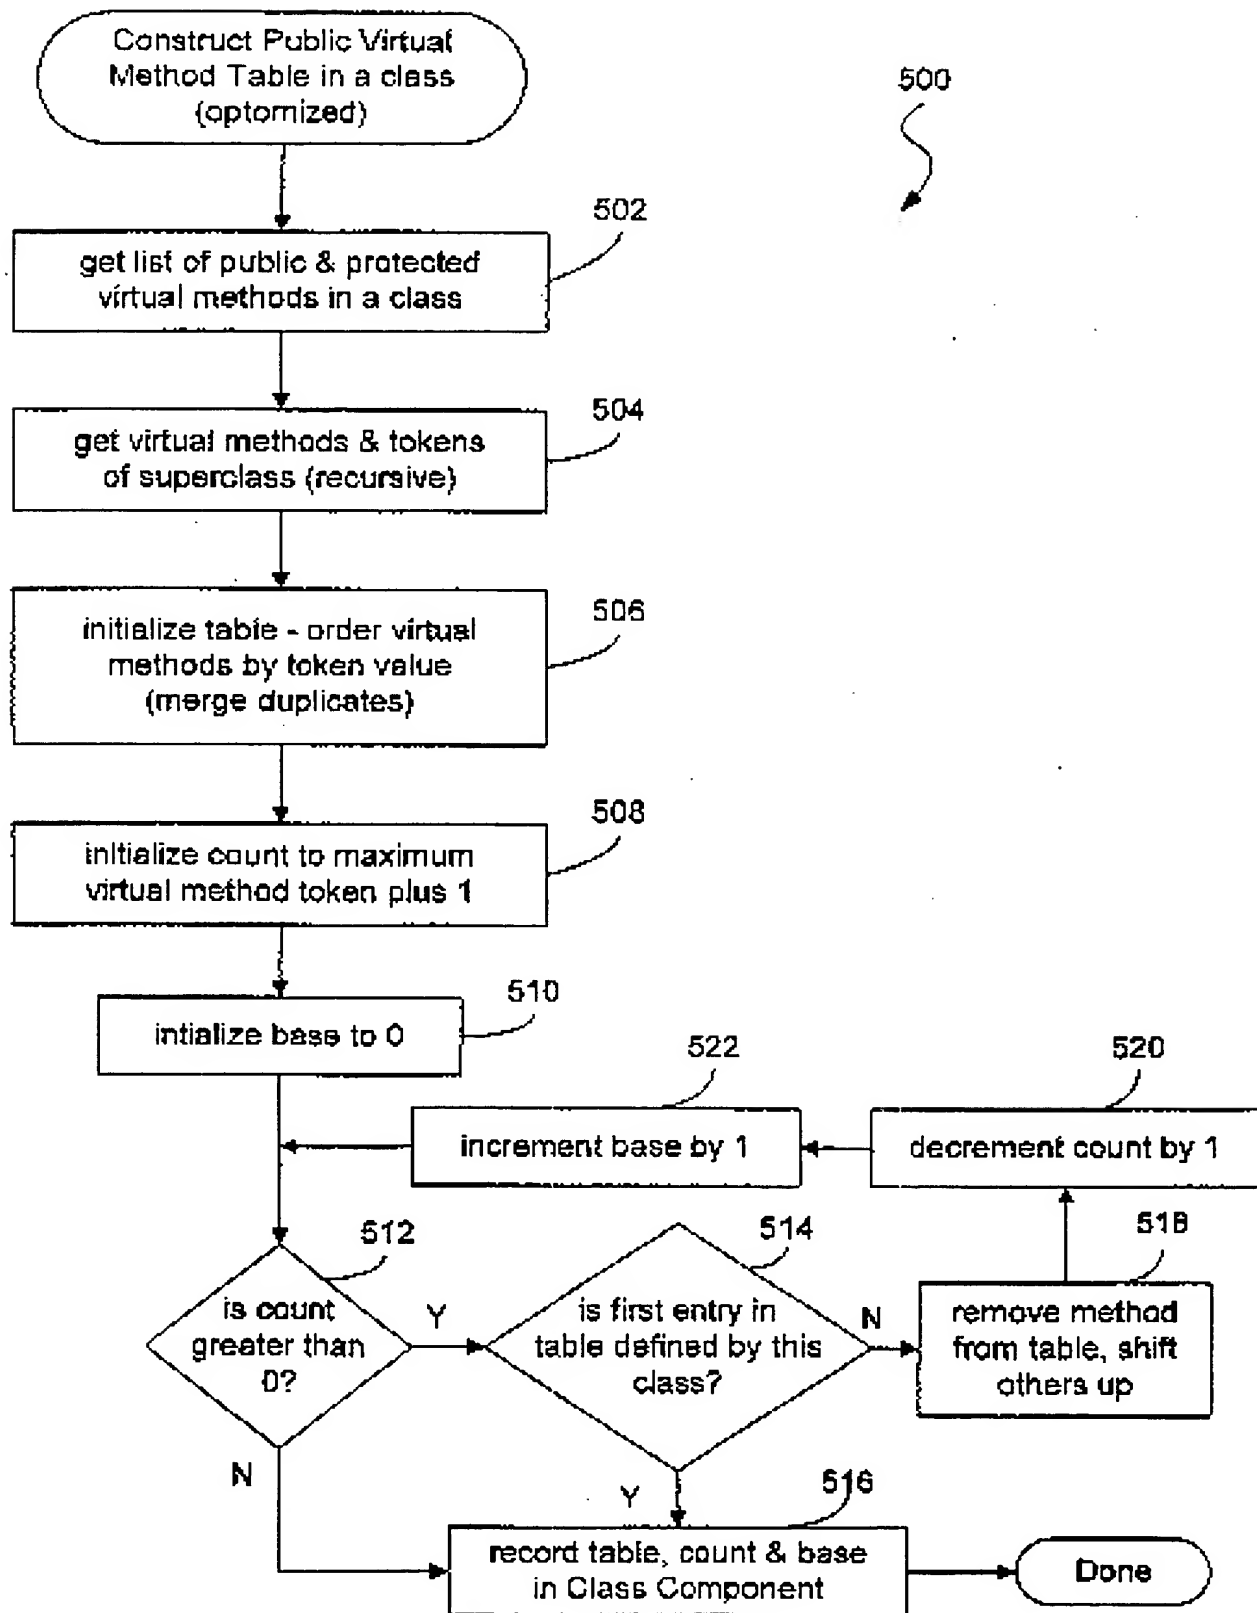 Construct Public Virtual
Method Table in a class
(optomized)
500
502
get list of public & protected
virtual methods in a class
504
get virtual methods & tokens
of superclass (recursive)
506
initialize table - order virtual
methods by token value
(merge duplicates)
508
initialize count to maximum
virtual method token plus 1
510
intialize base to 0
522
520
increment base by 1
decrement count by 1
512
514
518
is count
greater than
0?
Y
is first entry in
table defined by this
class?
N
remove method
from table, shift
others up
N
Y
516
record table, count & base
in Class Component
Done